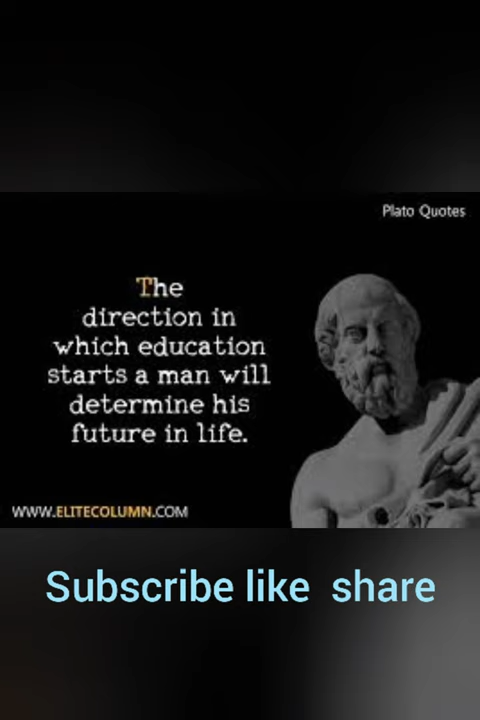 Plato Quotes
The
direction in
which education
starts a man will
determine his
future in life.
WWW.ELITECOLUMN.COM
Subscribe like  share